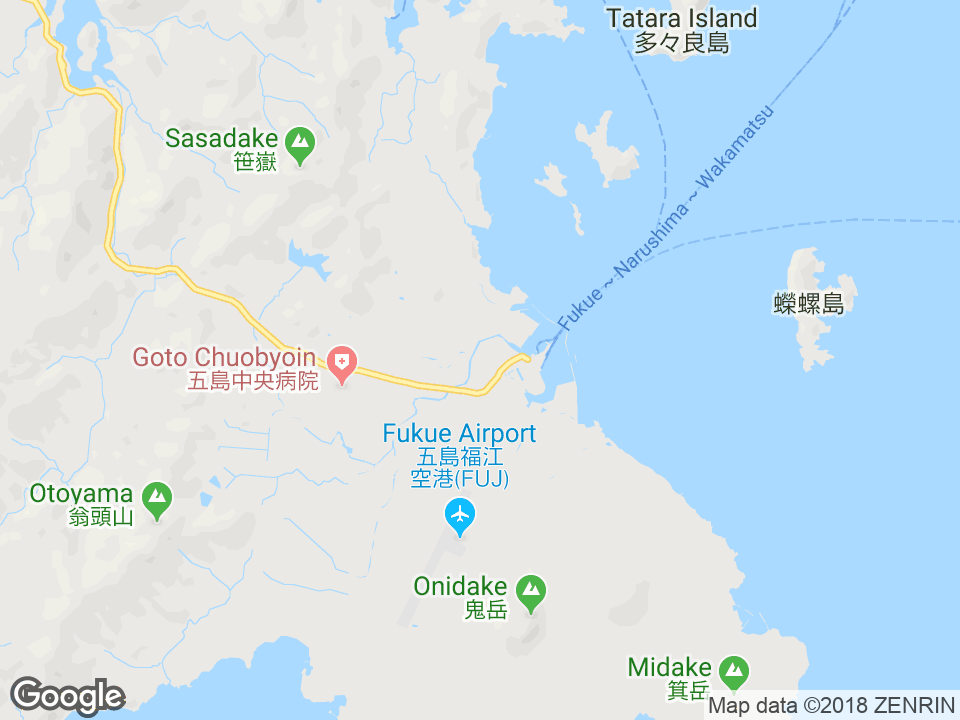 Tatara Island
多々良島
Sasadake
笹嶽
Fukue ~ Narushima ~ Wakamatsu
蠑螺島
Goto Chuobyoin
五島中央病院
Fukue Airport
五島福江
空港(FUJ)
Otoyama
翁頭山
Onidake
鬼岳
Midake
箕岳
Google
Map data ©2018 ZENRIN